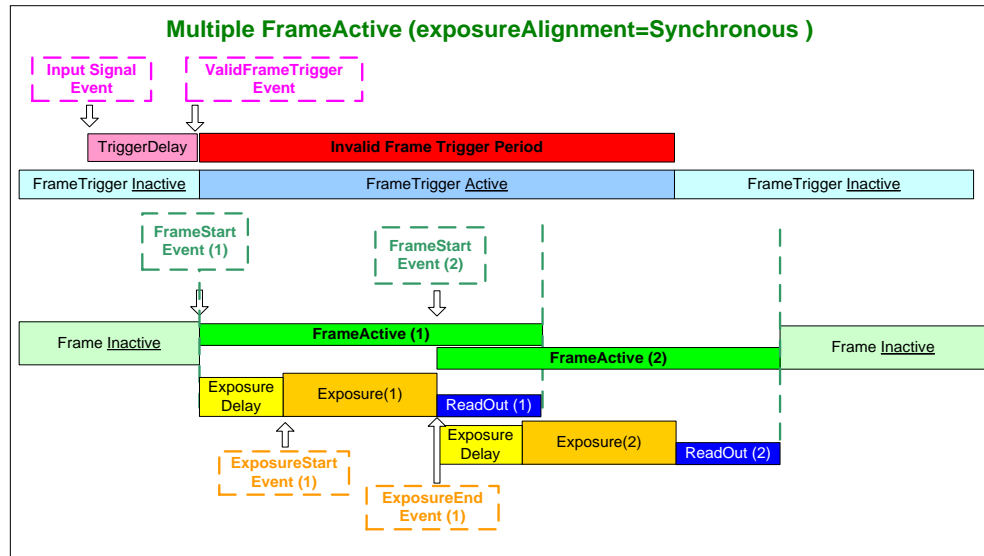 Multiple FrameActive (exposureAlignment=Synchronous )
Input Signal
Event
ValidFrameTrigger
Event
TriggerDelay
Invalid Frame Trigger Period
FrameTrigger Inactive
FrameTrigger Active
FrameTrigger Inactive
FrameStart
Event (1)
FrameStart
Event (2)
Frame Inactive
FrameActive (1)
FrameActive (2)
Frame Inactive
Exposure
Delay
Exposure(1)
ReadOut (1)
Exposure
Delay
Exposure(2)
ReadOut (2)
ExposureStart
Event (1)
ExposureEnd
Event (1)